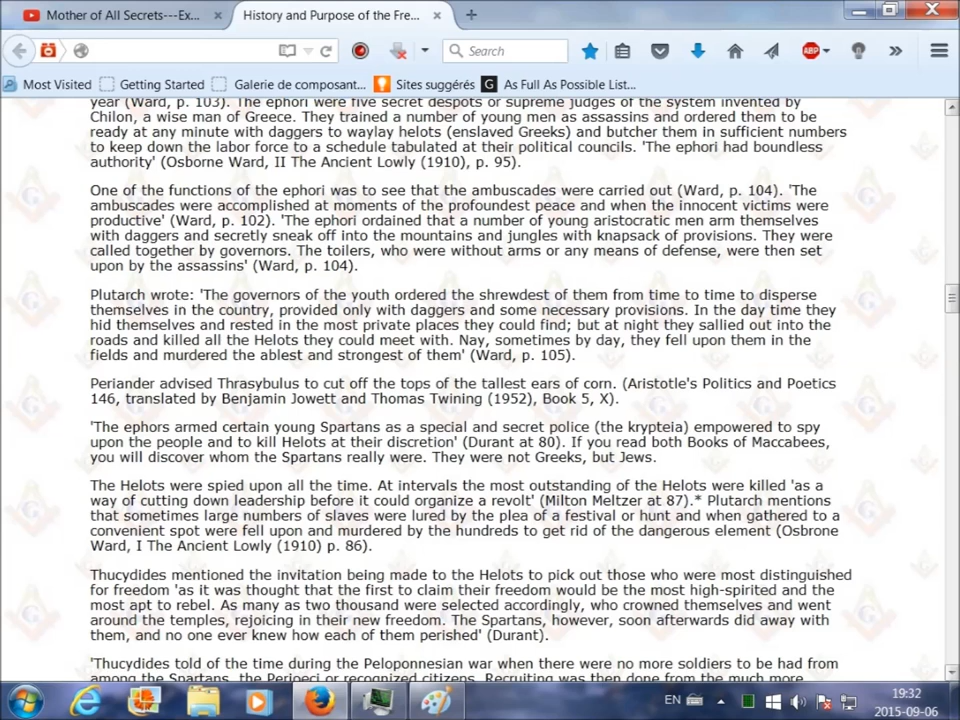 Mother of All Secrets---Ex...
History and Purpose of the Fre...
Search
ABP
Most Visited
Getting Started
Galerie de composant...
Sites suggérés
G
As Full As Possible List...
year (Ward, p. 103). The ephori were five secret despots or supreme judges of the system invented by
Chilon, a wise man of Greece. They trained a number of young men as assassins and ordered them to be
ready at any minute with daggers to waylay helots (enslaved Greeks) and butcher them in sufficient numbers
to keep down the labor force to a schedule tabulated at their political councils. 'The ephori had boundless
authority' (Osborne Ward, II The Ancient Lowly (1910), p. 95).
One of the functions of the ephori was to see that the ambuscades were carried out (Ward, p. 104). 'The
ambuscades were accomplished at moments of the profoundest peace and when the innocent victims were
productive' (Ward, p. 102). 'The ephori ordained that a number of young aristocratic men arm themselves
with daggers and secretly sneak off into the mountains and jungles with knapsack of provisions. They were
called together by governors. The toilers, who were without arms or any means of defense, were then set
upon by the assassins' (Ward, p. 104).
Plutarch wrote: 'The governors of the youth ordered the shrewdest of them from time to time to disperse
themselves in the country, provided only with daggers and some necessary provisions. In the day time they
hid themselves and rested in the most private places they could find; but at night they sallied out into the
roads and killed all the Helots they could meet with. Nay, sometimes by day, they fell upon them in the
fields and murdered the ablest and strongest of them' (Ward, p. 105).
Periander advised Thrasybulus to cut off the tops of the tallest ears of corn. (Aristotle's Politics and Poetics
146, translated by Benjamin Jowett and Thomas Twining (1952), Book 5, X).
'The ephors armed certain young Spartans as a special and secret police (the krypteia) empowered to spy
upon the people and to kill Helots at their discretion' (Durant at 80). If you read both Books of Maccabees,
you will discover whom the Spartans really were. They were not Greeks, but Jews.
The Helots were spied upon all the time. At intervals the most outstanding of the Helots were killed 'as a
way of cutting down leadership before it could organize a revolt' (Milton Meltzer at 87).* Plutarch mentions
that sometimes large numbers of slaves were lured by the plea of a festival or hunt and when gathered to a
convenient spot were fell upon and murdered by the hundreds to get rid of the dangerous element (Osbrone
Ward, I The Ancient Lowly (1910) p. 86).
Thucydides mentioned the invitation being made to the Helots to pick out those who were most distinguished
for freedom 'as it was thought that the first to claim their freedom would be the most high-spirited and the
most apt to rebel. As many as two thousand were selected accordingly, who crowned themselves and went
around the temples, rejoicing in their new freedom. The Spartans, however, soon afterwards did away with
them, and no one ever knew how each of them perished' (Durant).
'Thucydides told of the time during the Peloponnesian war when there were no more soldiers to be had from
among the Spartans, the Perioeci or recognized citizens. Recruiting was then done from the much more
EN
19:32
2015-09-06